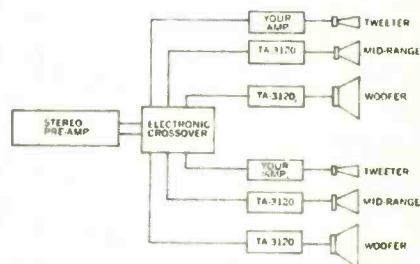 YOUR
AMP.
TWEETER
TA-3120
MID-RANGE
TA-3120
WOOFER
STEREO
PRE-AMP
ELECTRONIC
CROSSOVER
YOUR
AMP.
TWEETER
TA-3120
MID-RANGE
TA-3120
WOOFER